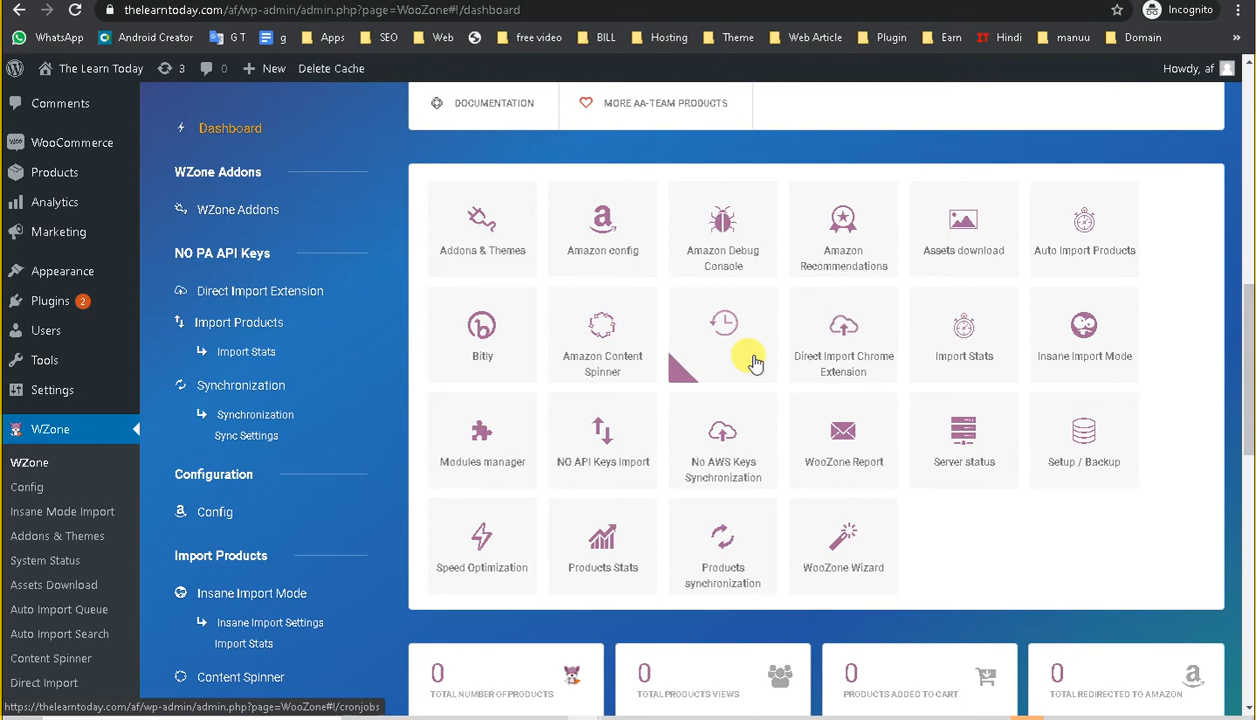 thelearntoday.com/af/wp-admin/admin.php?page=WooZone#!/dashboard
Incognito
WhatsApp
Android Creator
G T
g
Apps
SEO
Web
free video
BILL
Hosting
Theme
Web Article
Plugin
Earn
IT Hindi
manuu
Domain
»
The Learn Today
3
0
+ New
Delete Cache
Howdy, af
Comments
WooCommerce
Products
Analytics
Marketing
Appearance
Plugins 2
Users
Tools
Settings
WZone
WZone
Config
Insane Mode Import
Addons & Themes
System Status
Assets Download
Auto Import Queue
Auto Import Search
Content Spinner
Direct Import
Dashboard
WZone Addons
WZone Addons
NO PA API Keys
Direct Import Extension
Import Products
Import Stats
Synchronization
Synchronization
Sync Settings
Configuration
Config
Import Products
Insane Import Mode
Insane Import Settings
Import Stats
Content Spinner
DOCUMENTATION
MORE AA-TEAM PRODUCTS
Addons & Themes
Amazon config
Amazon Debug
Console
Amazon
Recommendations
Assets download
Auto Import Products
Bitly
Amazon Content
Spinner
Direct Import Chrome
Extension
Import Stats
Insane Import Mode
Modules manager
NO API Keys Import
No AWS Keys
Synchronization
WooZone Report
Server status
Setup / Backup
Speed Optimization
Products Stats
Products
synchronization
WooZone Wizard
0
TOTAL NUMBER OF PRODUCTS
0
TOTAL PRODUCTS VIEWS
0
PRODUCTS ADDED TO CART
0
TOTAL REDIRECTED TO AMAZON
https://thelearntoday.com/af/wp-admin/admin.php?page=WooZone#!/cronjobs